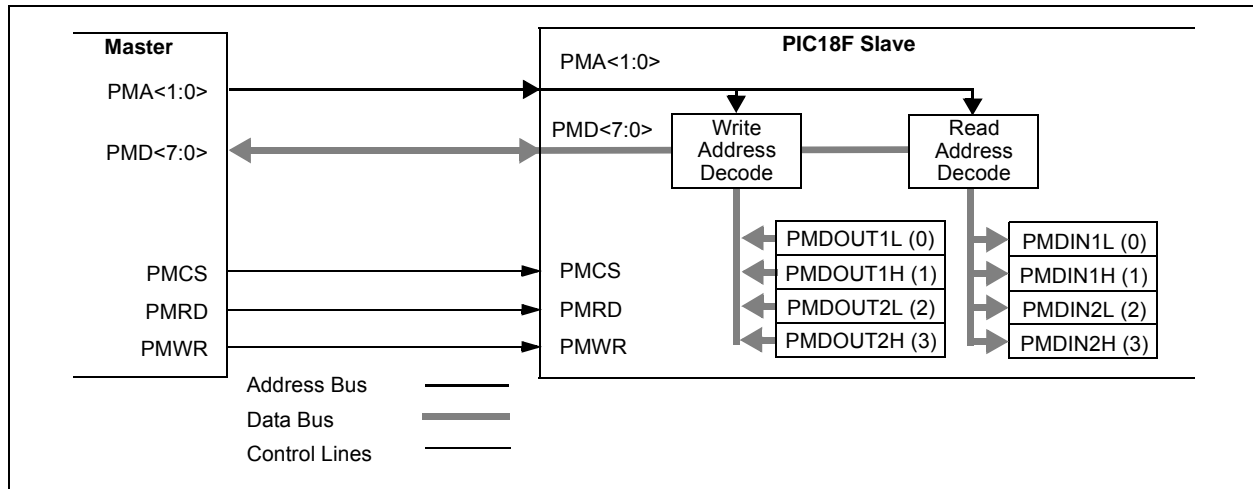 Master
PIC18F Slave
PMA<1:0>
PMA<1:0>
PMD<7:0>
PMD<7:0>
Write
Address
Decode
Read
Address
Decode
PMDOUT1L (0)
PMDOUT1H (1)
PMDOUT2L (2)
PMDOUT2H (3)
PMDIN1L (0)
PMDIN1H (1)
PMDIN2L (2)
PMDIN2H (3)
PMCS
PMCS
PMRD
PMRD
PMWR
PMWR
Address Bus
Data Bus
Control Lines